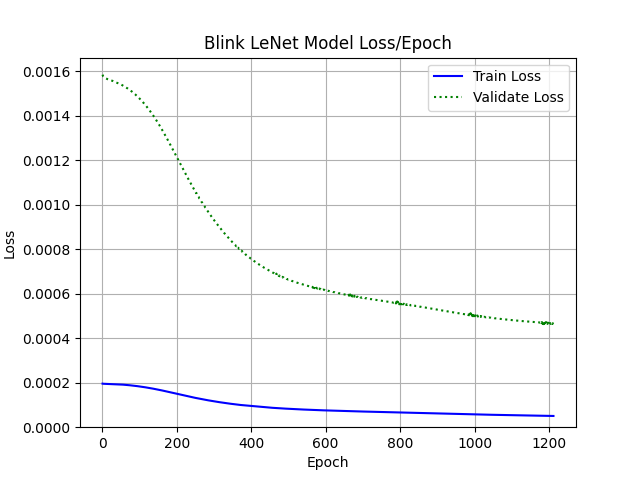 Blink LeNet Model Loss/Epoch
Train Loss
Validate Loss
0.0016
0.0014
0.0012
0.0010
0.0008
0.0006
0.0004
0.0002
0.0000
Loss
0 200 400 600 800 1000 1200
Epoch